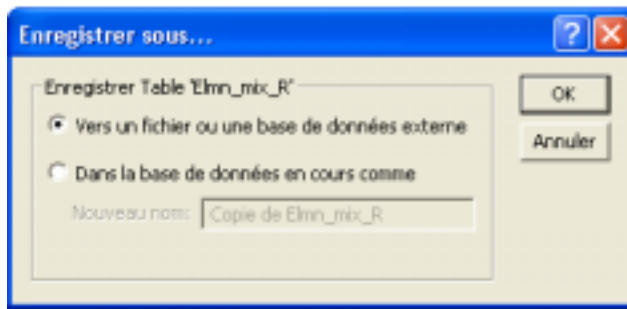 Enregistrer sous...
Enregistrer Table 'Elmn_mix_R'
OK
Vers un fichier ou une base de données externe
Annuler
Dans la base de données en cours comme
Nouveau nom: Copie de Elmn_mix_R